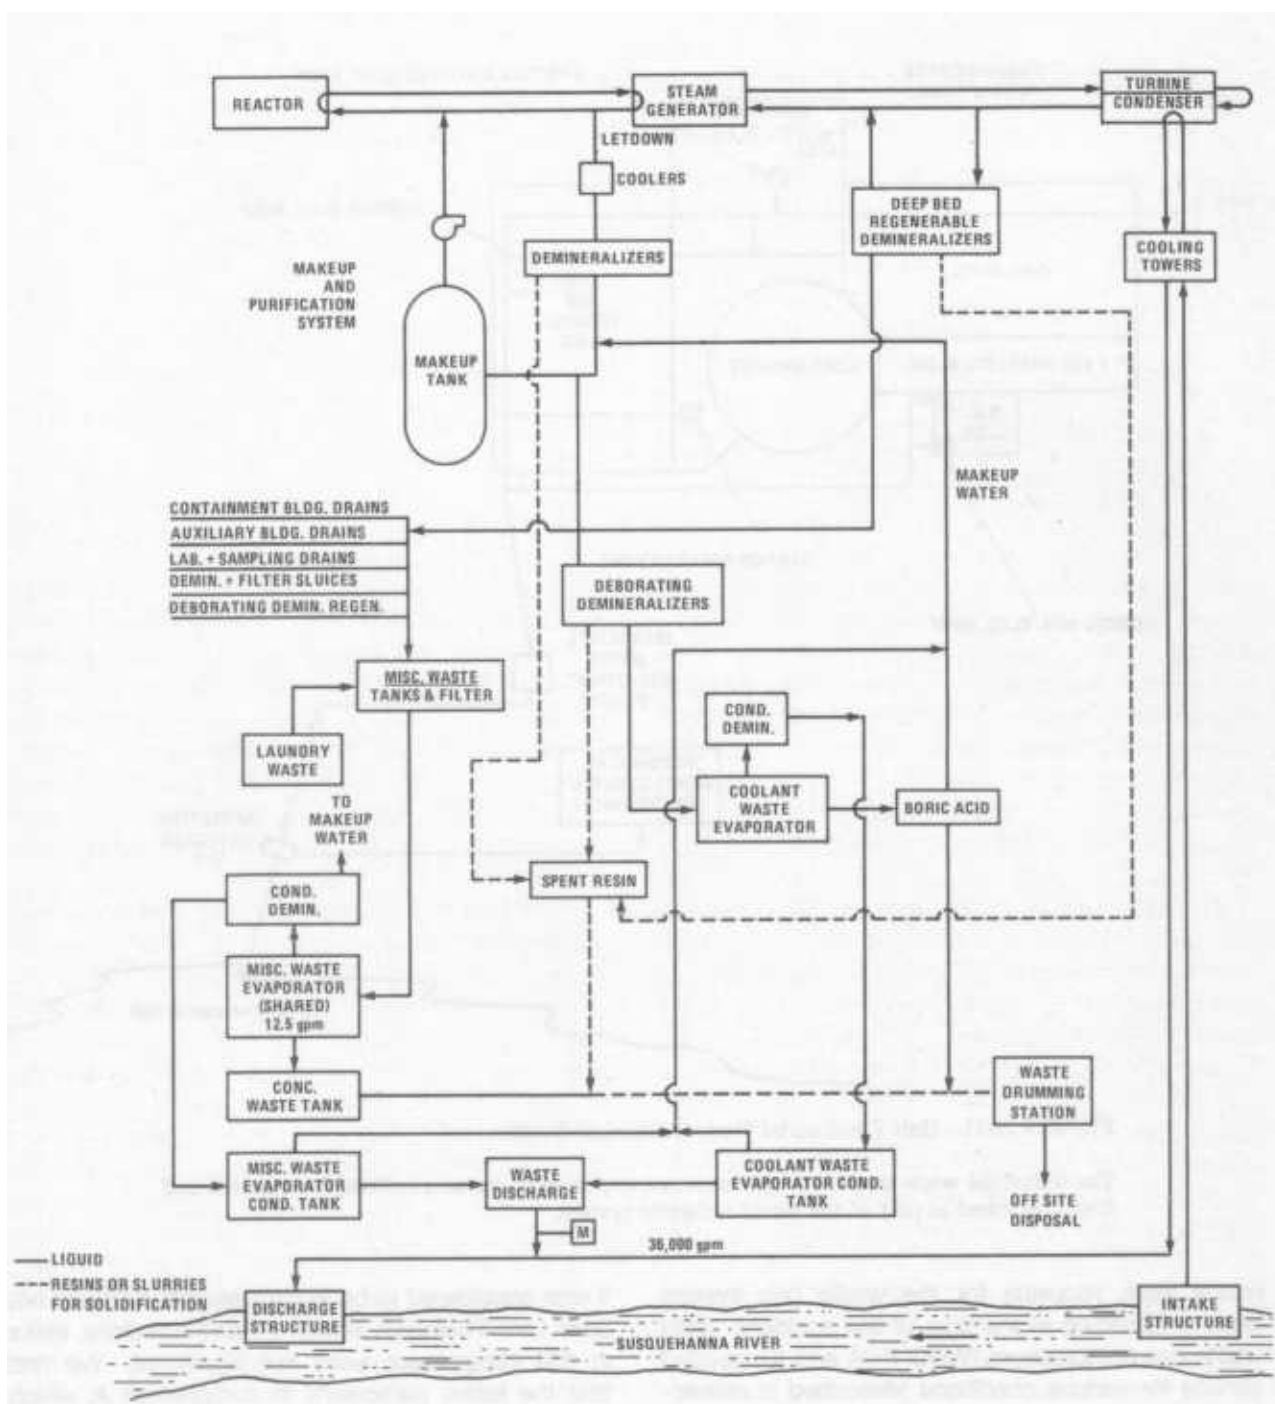 REACTOR
STEAM
GENERATOR
TURBINE
CONDENSER
LETDOWN
COOLERS
DEEP BED
REGENERABLE
DEMINERALIZERS
COOLING
TOWERS
DEMINERALIZERS
MAKEUP
AND
PURIFICATION
SYSTEM
MAKEUP
TANK
MAKEUP
WATER
CONTAINMENT BLDG. DRAINS
AUXILIARY BLDG. DRAINS
LAB. + SAMPLING DRAINS
DEMIN. + FILTER SLUICES
DEBORATING DEMIN. REGEN.
DEBORATING
DEMINERALIZERS
MISC. WASTE
TANKS & FILTER
COND.
DEMIN.
LAUNDRY
WASTE
COOLANT
WASTE
EVAPORATOR
BORIC ACID
TO
MAKEUP
WATER
SPENT RESIN
COND.
DEMIN.
MISC. WASTE
EVAPORATOR
(SHARED)
12.5 gpm
CONC.
WASTE TANK
WASTE
DRUMMING
STATION
MISC. WASTE
EVAPORATOR
COND. TANK
WASTE
DISCHARGE
COOLANT WASTE
EVAPORATOR COND.
TANK
OFF SITE
DISPOSAL
M
36,000 gpm
LIQUID
RESINS OR SLURRIES
FOR SOLIDIFICATION
DISCHARGE
STRUCTURE
INTAKE
STRUCTURE
SUSQUEHANNA RIVER